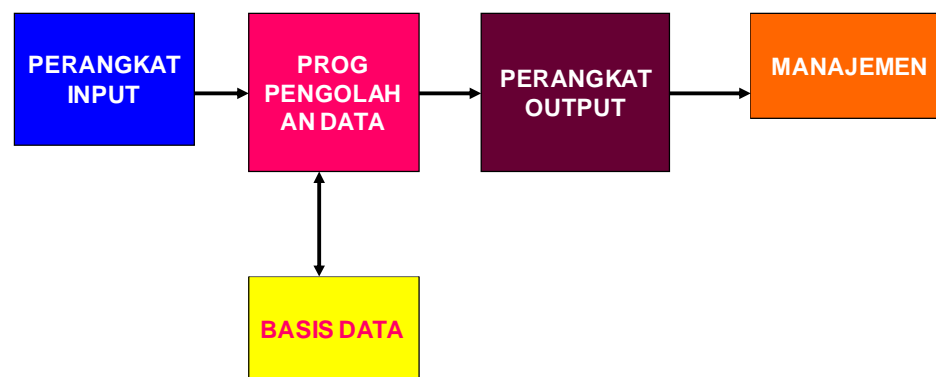 PERANGKAT
INPUT
PROG
PENGOLAH
AN DATA
PERANGKAT
OUTPUT
MANAJEMEN
BASIS DATA